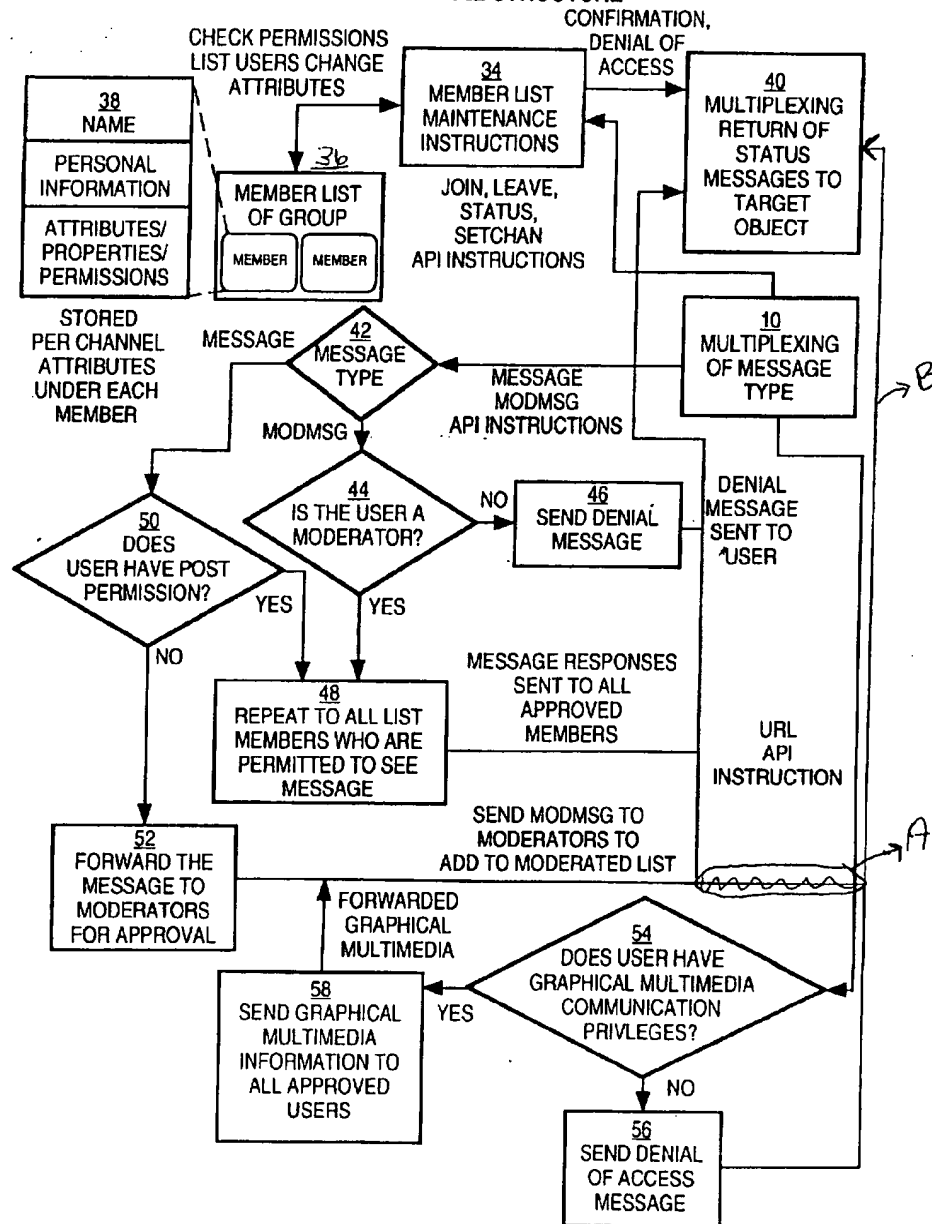 CONFIRMATION,
DENIAL OF
ACCESS
CHECK PERMISSIONS
LIST USERS CHANGE
ATTRIBUTES
38
NAME
PERSONAL
INFORMATION
ATTRIBUTES/
PROPERTIES/
PERMISSIONS
STORED
PER CHANNEL
ATTRIBUTES
UNDER EACH
MEMBER
36
MEMBER LIST
OF GROUP
MEMBER
MEMBER
34
MEMBER LIST
MAINTENANCE
INSTRUCTIONS
JOIN, LEAVE,
STATUS,
SETCHAN
API INSTRUCTIONS
40
MULTIPLEXING
RETURN OF
STATUS
MESSAGES TO
TARGET
OBJECT
10
MULTIPLEXING
OF MESSAGE
TYPE
B
MESSAGE
42
MESSAGE
TYPE
MESSAGE
MODMSG
API INSTRUCTIONS
MODMSG
44
IS THE USER A
MODERATOR?
NO
46
SEND DENIAL
MESSAGE
DENIAL
MESSAGE
SENT TO
USER
50
DOES
USER HAVE POST
PERMISSION?
YES
YES
NO
48
REPEAT TO ALL LIST
MEMBERS WHO ARE
PERMITTED TO SEE
MESSAGE
MESSAGE RESPONSES
SENT TO ALL
APPROVED
MEMBERS
URL
API
INSTRUCTION
52
FORWARD THE
MESSAGE TO
MODERATORS
FOR APPROVAL
SEND MODMSG TO
MODERATORS TO
ADD TO MODERATED LIST
A
FORWARDED
GRAPHICAL
MULTIMEDIA
54
DOES USER HAVE
GRAPHICAL MULTIMEDIA
COMMUNICATION
PRIVLEGES?
YES
58
SEND GRAPHICAL
MULTIMEDIA
INFORMATION TO
ALL APPROVED
USERS
NO
56
SEND DENIAL
OF ACCESS
MESSAGE